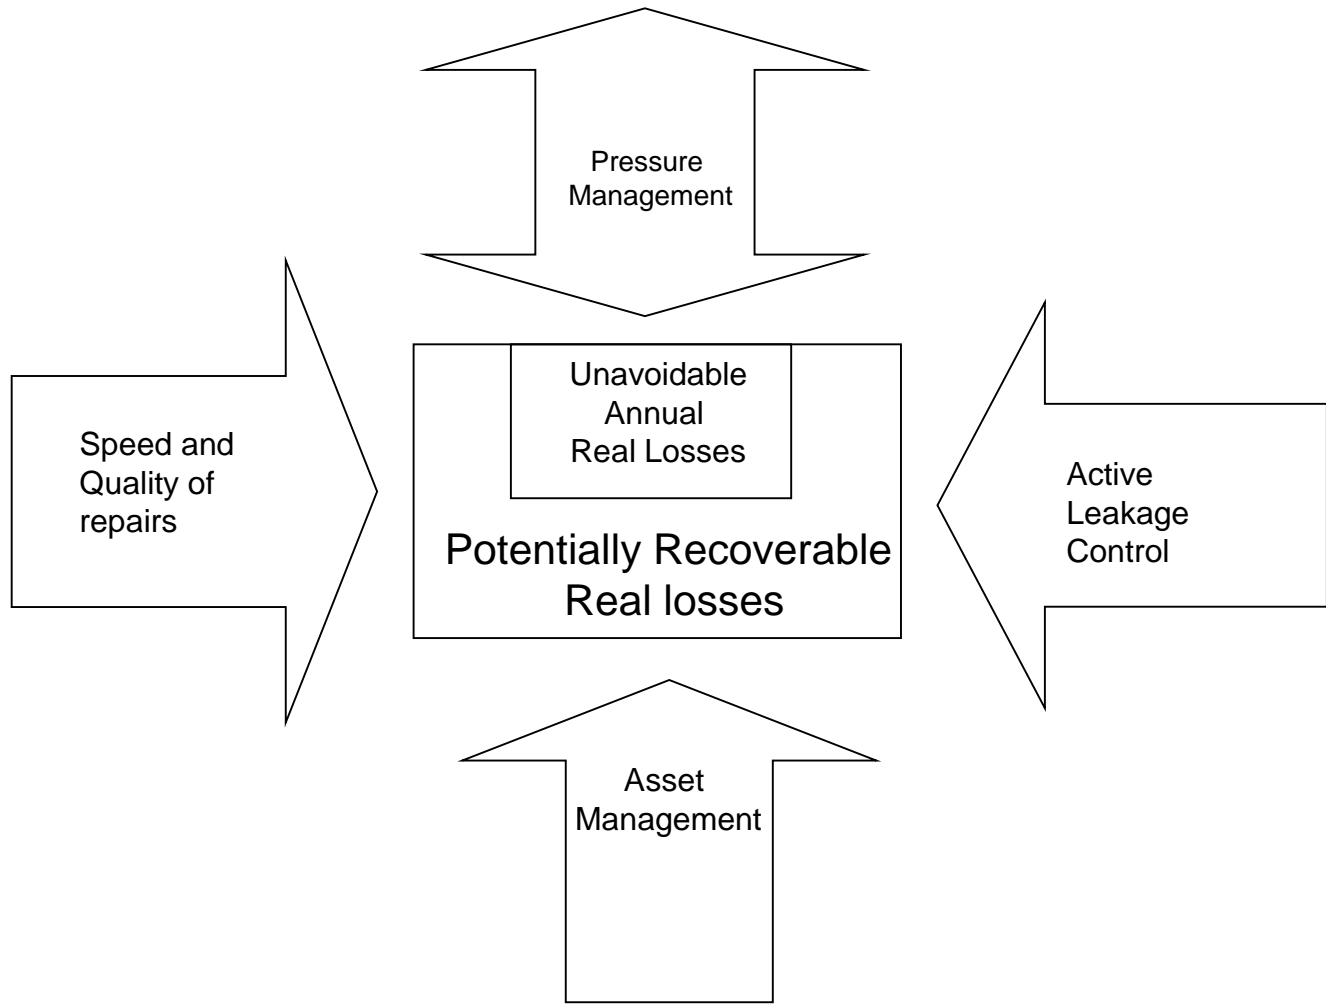 Pressure
Management
Speed and
Quality of
repairs
Unavoidable
Annual
Real Losses
Potentially Recoverable
Real losses
Active
Leakage
Control
Asset
Management